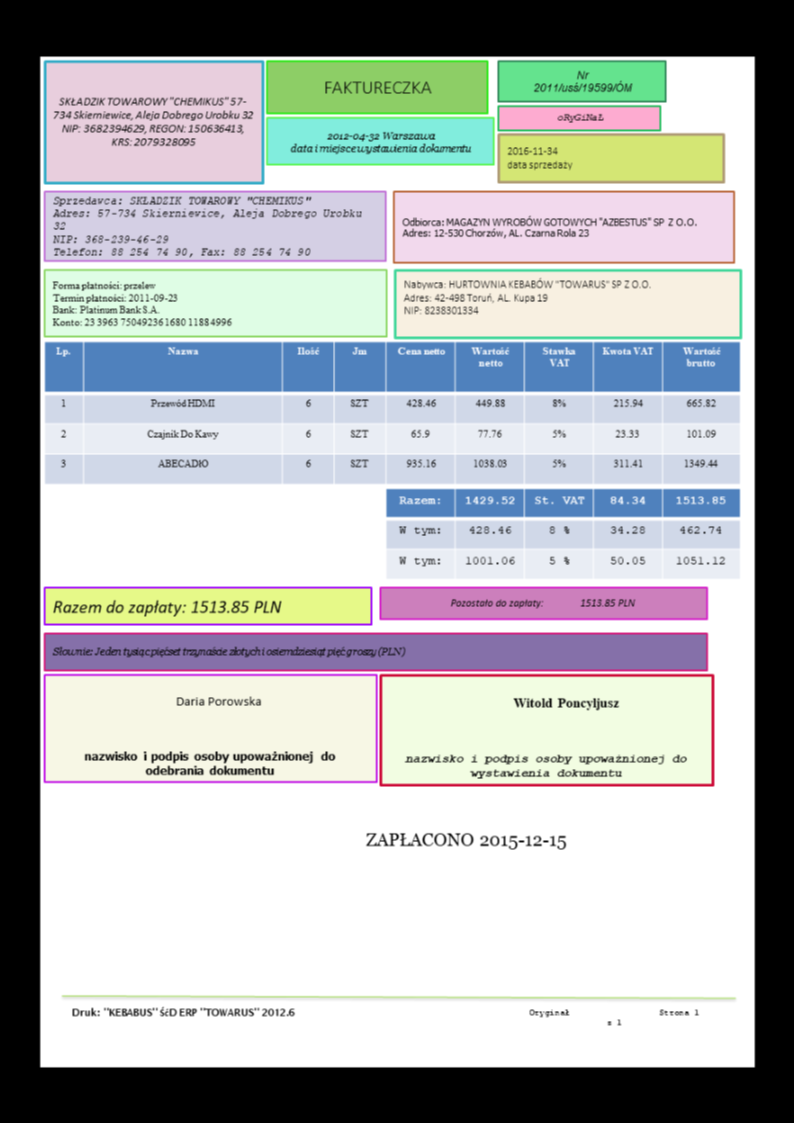 SKŁADZIK TOWAROWY "CHEMIKUS" 57-
734 Skierniewice, Aleja Dobrego Urobku 32
NIP: 3682394629, REGON: 150636413,
KRS: 2079328095
FAKTURECZKA
2012-04-32 Warszawa
data i miejsce wystawienia dokumentu
Nr
2011/usś/19599/ÓM
oRyGiNaŁ
2016-11-34
data sprzedaży
Sprzedawca: SKŁADZIK TOWAROWY "CHEMIKUS"
Adres: 57-734 Skierniewice, Aleja Dobrego Urobku
32
NIP: 368-239-46-29
Telefon: 88 254 74 90, Fax: 88 254 74 90
Odbiorca: MAGAZYN WYROBÓW GOTOWYCH "AZBESTUS" SP Z O.O.
Adres: 12-530 Chorzów, AL. Czarna Rola 23
Forma płatności: przelew
Termin płatności: 2011-09-23
Bank: Platinum Bank S.A.
Konto: 23 3963 750492361680 11884996
Nabywca: HURTOWNIA KEBABÓW "TOWARUS" SP Z O.O.
Adres: 42-498 Toruń, AL. Kupa 19
NIP: 8238301334
Lp. Nazwa Ilość Jm Cena netto Wartość netto Stawka VAT Kwota VAT Wartość brutto
1 Przewód HDMI 6 SZT 428.46 449.88 8% 215.94 665.82
2 Czajnik Do Kawy 6 SZT 65.9 77.76 5% 23.33 101.09
3 ABECADłO 6 SZT 935.16 1038.03 5% 311.41 1349.44
Razem: 1429.52 St. VAT 84.34 1513.85
W tym: 428.46 8 % 34.28 462.74
W tym: 1001.06 5 % 50.05 1051.12
Razem do zapłaty: 1513.85 PLN
Pozostało do zapłaty: 1513.85 PLN
Słownie: Jeden tysiąc pięćset trzynaście złotych i osiemdziesiąt pięć groszy (PLN)
Daria Porowska
nazwisko i podpis osoby upoważnionej do
odebrania dokumentu
Witold Poncyljusz
nazwisko i podpis osoby upoważnionej do
wystawienia dokumentu
ZAPŁACONO 2015-12-15
Druk: "KEBABUS" ŚćD ERP "TOWARUS" 2012.6
Oryginał Strona 1
z 1